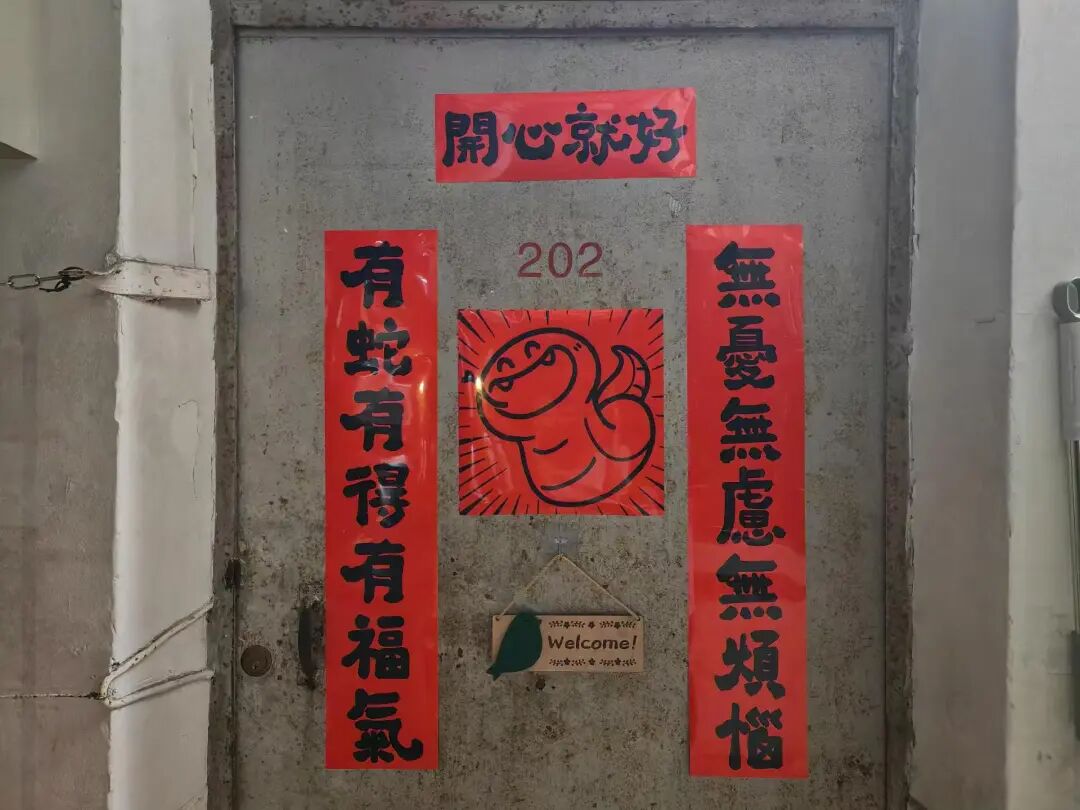 開心就好
202
無憂無慮無煩惱
有蛇有得有福氣
Welcome!